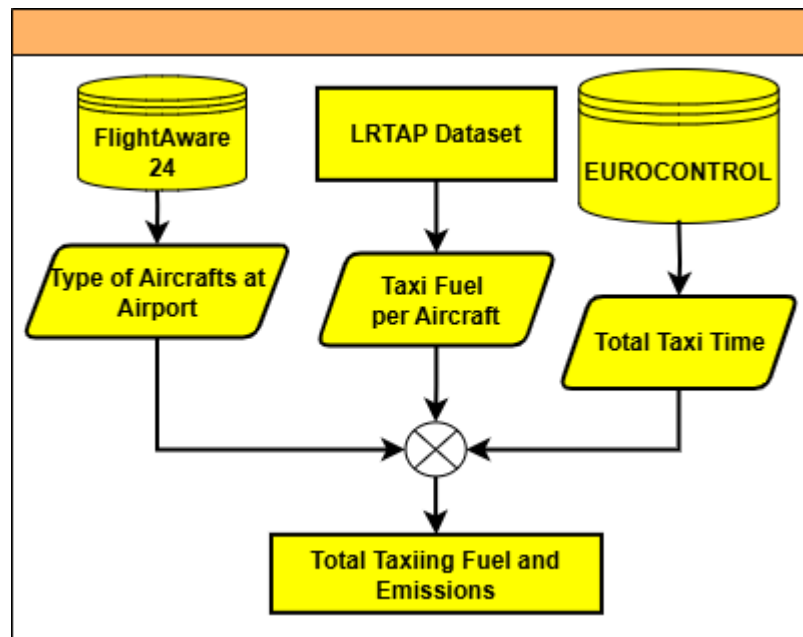 FlightAware
24
LRTAP Dataset
EUROCONTROL
Type of Aircrafts at
Airport
Taxi Fuel
per Aircraft
Total Taxi Time
Total Taxiing Fuel and
Emissions